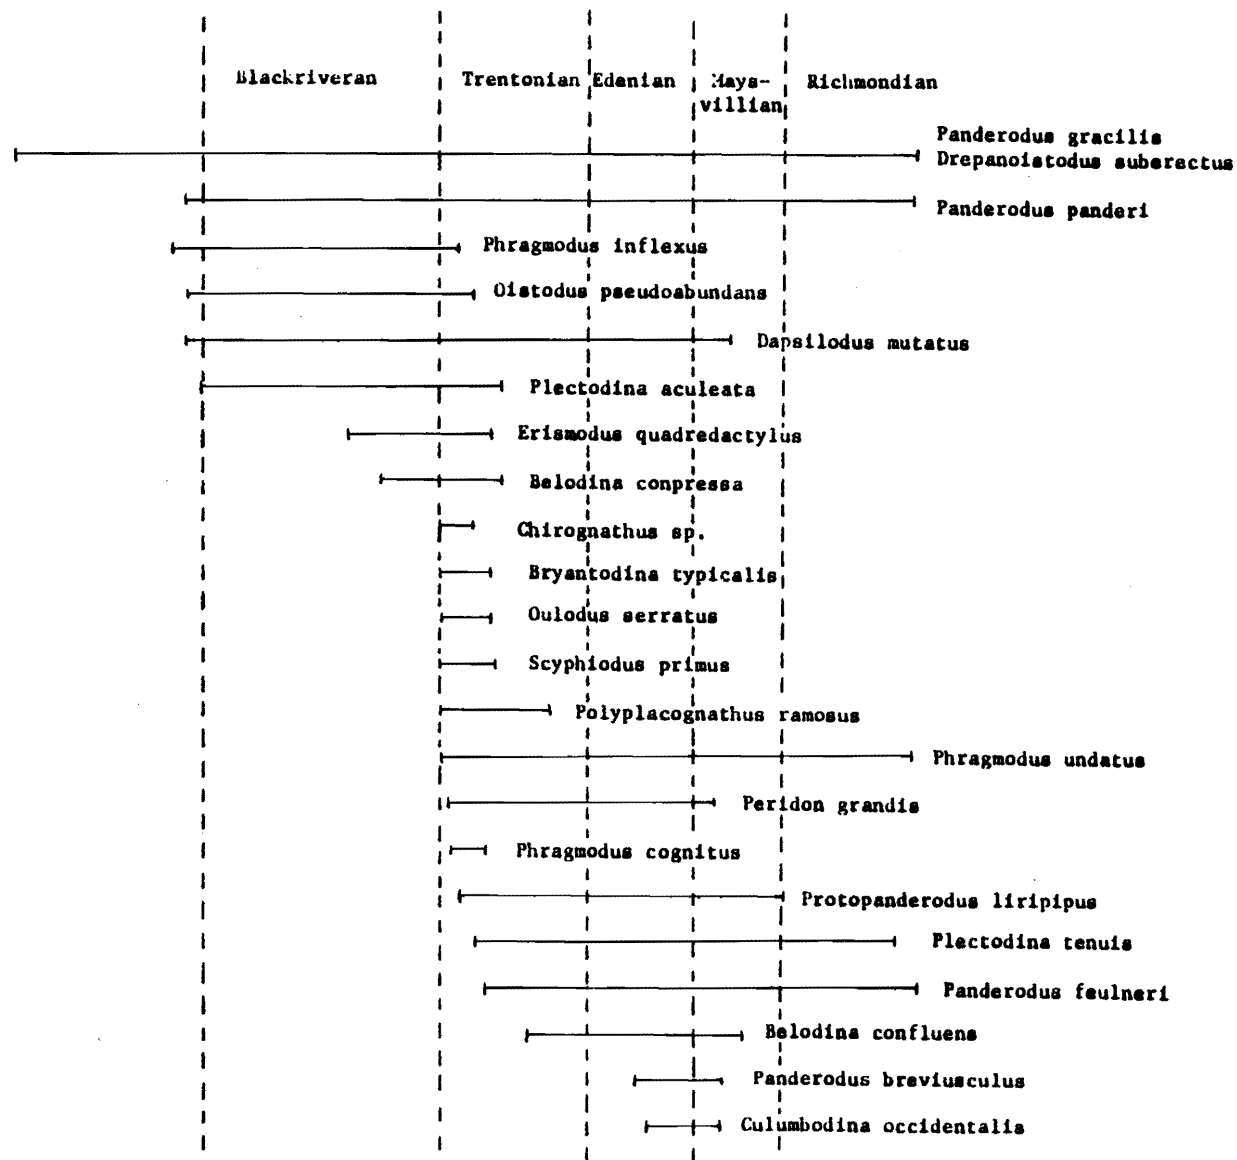 Blackriveran
Trentonian
Edenian
Mays-
villian
Richmondian
Panderodus gracilis
Drepanoistodus suberectus
Panderodus panderi
Phragmodus inflexus
Oistodus pseudoabundans
Dapsilodus mutatus
Plectodina aculeata
Erismodus quadredactylus
Belodina conpressa
Chirognathus sp.
Bryantodina typicalis
Oulodus serratus
Scyphiodus primus
Polyplacognathus ramosus
Phragmodus undatus
Peridon grandis
Phragmodus cognitus
Protopanderodus liripipus
Plectodina tenuis
Panderodus feulneri
Belodina confluens
Panderodus breviusculus
Culumbodina occidentalis